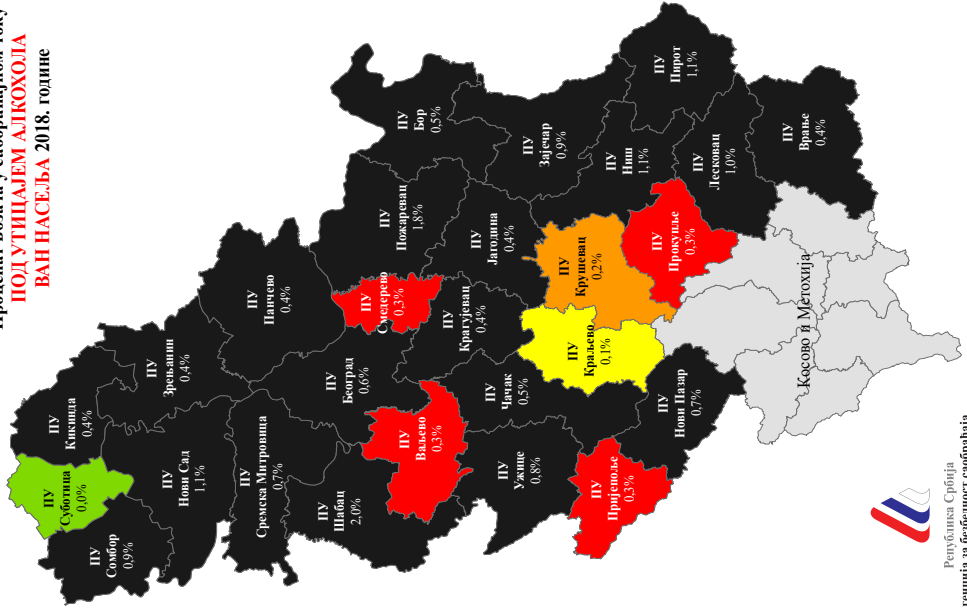 ПОД УТИЦАЈЕМ АЛКОХОЛА
ВАН НАСЕЉА 2018. године
ПУ
Суботица
0,0%
ПУ
Сомбор
0,9%
ПУ
Кикинда
0,4%
ПУ
Нови Сад
1,1%
ПУ
Зрењанин
0,4%
ПУ
Сремска Митровица
0,7%
ПУ
Панчево
0,4%
ПУ
Шабац
2,0%
ПУ
Београд
0,6%
ПУ
Смедерево
0,3%
ПУ
Пожаревац
1,8%
ПУ
Бор
0,5%
ПУ
Ваљево
0,3%
ПУ
Крагујевац
0,4%
ПУ
Јагодина
0,4%
ПУ
Зајечар
0,9%
ПУ
Ужице
0,8%
ПУ
Чачак
0,5%
ПУ
Краљево
0,1%
ПУ
Крушевац
0,2%
ПУ
Ниш
1,1%
ПУ
Пирот
1,1%
ПУ
Пријепоље
0,3%
ПУ
Нови Пазар
0,7%
ПУ
Прокупље
0,3%
ПУ
Лесковац
1,0%
ПУ
Врање
0,4%
Косово и Метохија
Република Србија
за безбедност саобраћаја